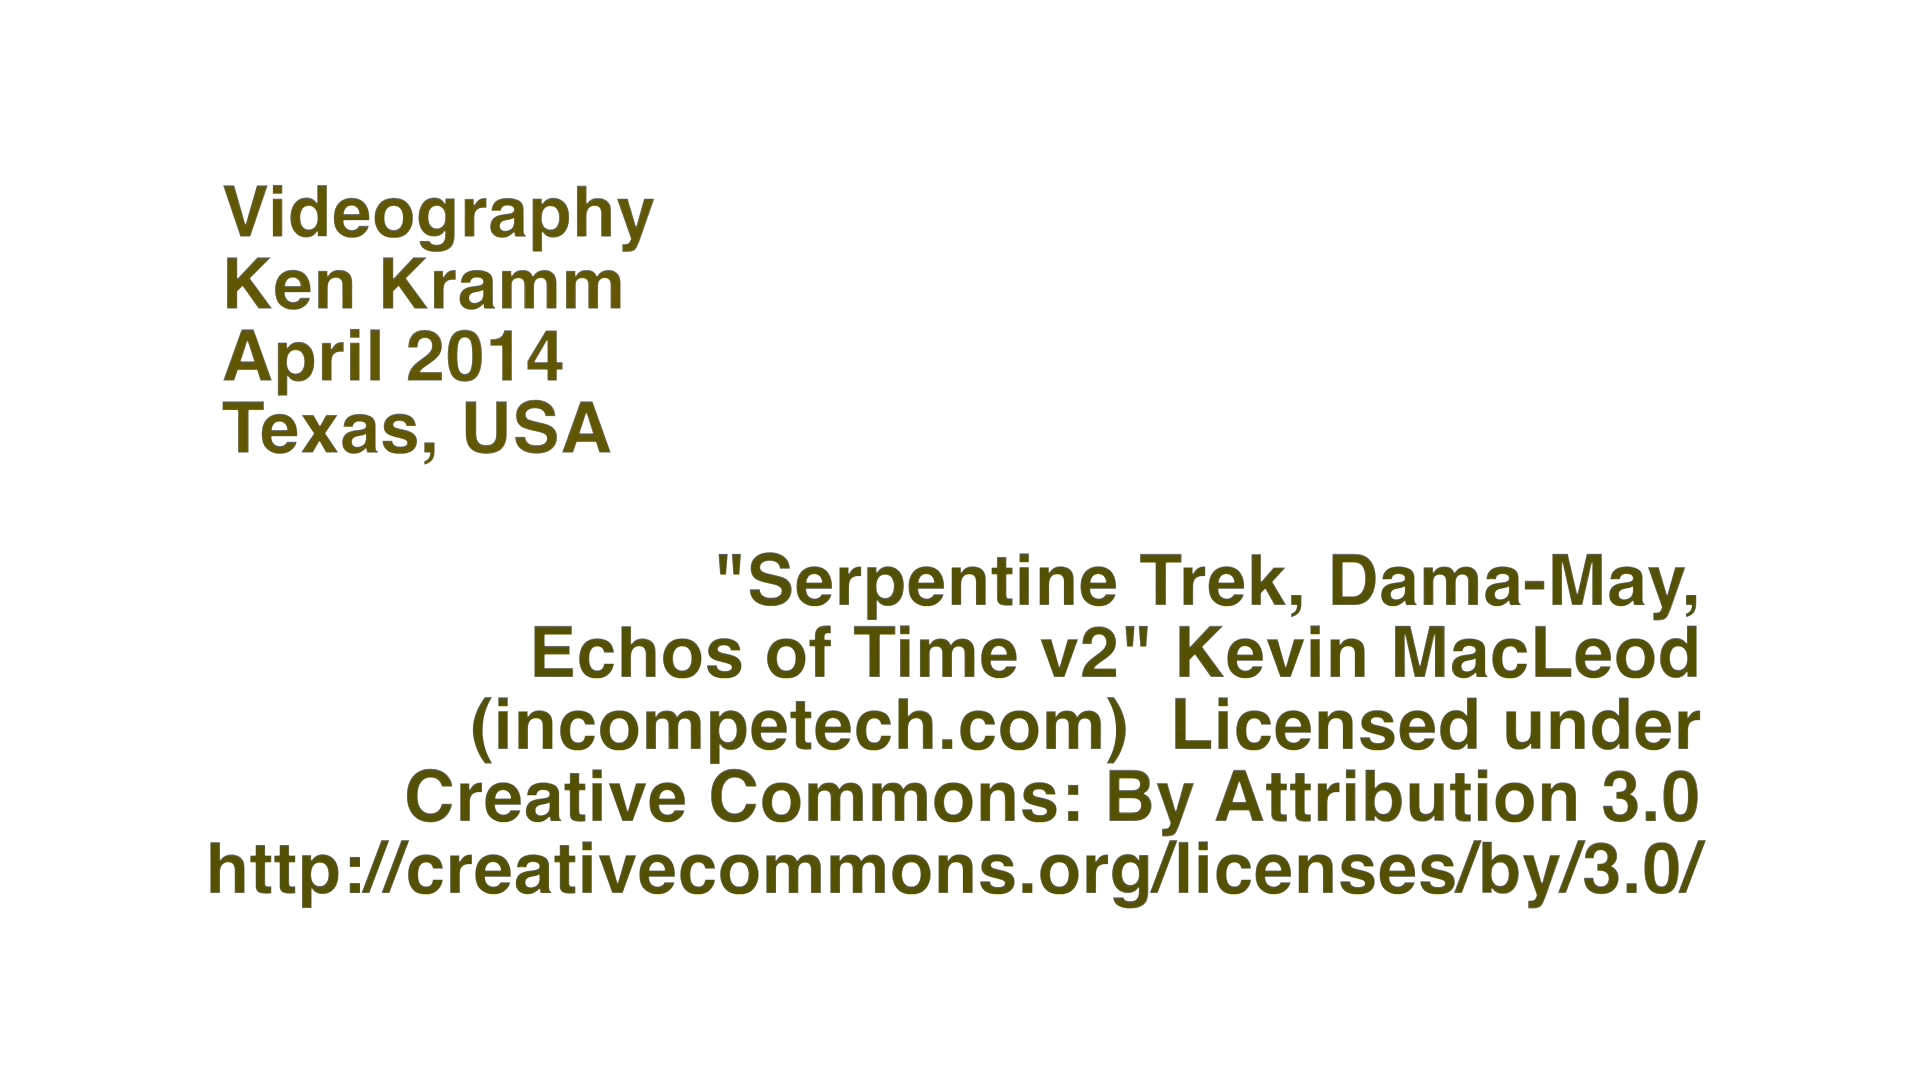 Videography
Ken Kramm
April 2014
Texas, USA
"Serpentine Trek, Dama-May,
Echos of Time v2" Kevin MacLeod
(incompetech.com)  Licensed under
Creative Commons: By Attribution 3.0
http://creativecommons.org/licenses/by/3.0/